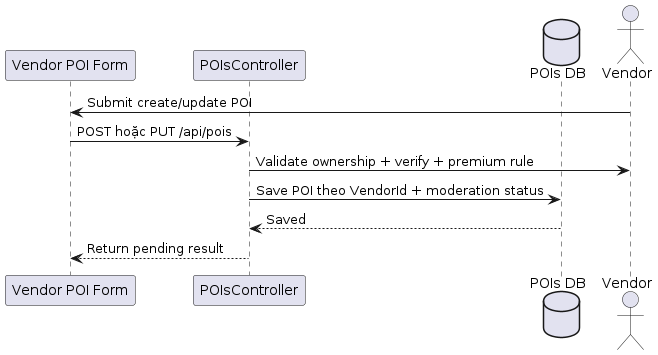 Vendor POI Form
POIsController
POIs DB
Vendor
Submit create/update POI
POST hoặc PUT /api/pois
Validate ownership + verify + premium rule
Save POI theo VendorId + moderation status
Saved
Return pending result
Vendor POI Form
POIsController
POIs DB
Vendor